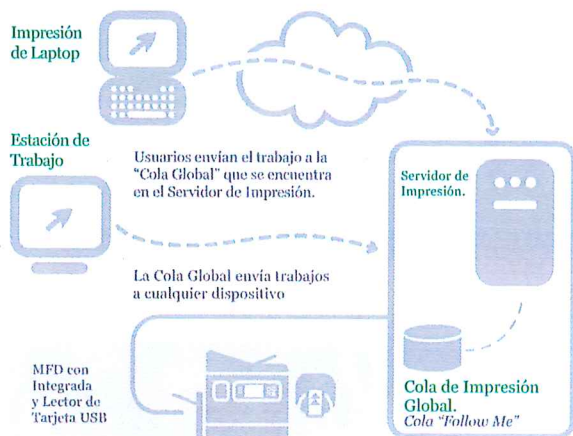 Impresión
de Laptop
Estación de
Trabajo
Usuarios envían el trabajo a la
“Cola Global” que se encuentra
en el Servidor de Impresión.
Servidor de
Impresión.
La Cola Global envía trabajos
a cualquier dispositivo
MFD con
Integrada
y Lector de
Tarjeta USB
Cola de Impresión
Global.
Cola “Follow Me”